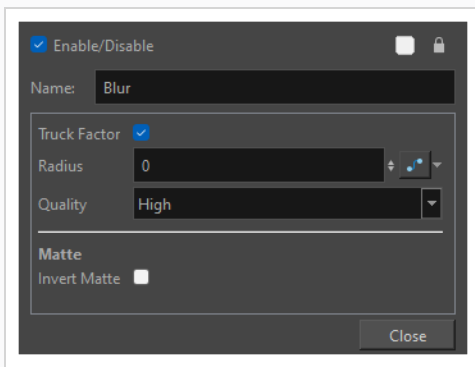 Enable/Disable
Name: Blur
Truck Factor
Radius 0
Quality High
Matte
Invert Matte
Close